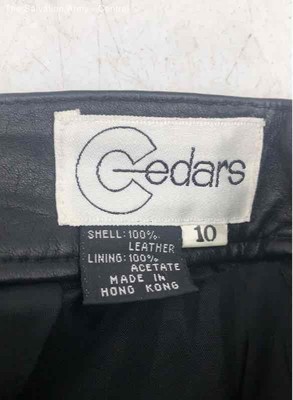 Cedars
10
SHELL: 100%
LEATHER
LINING: 100%
ACETATE
MADE IN
HONG KONG